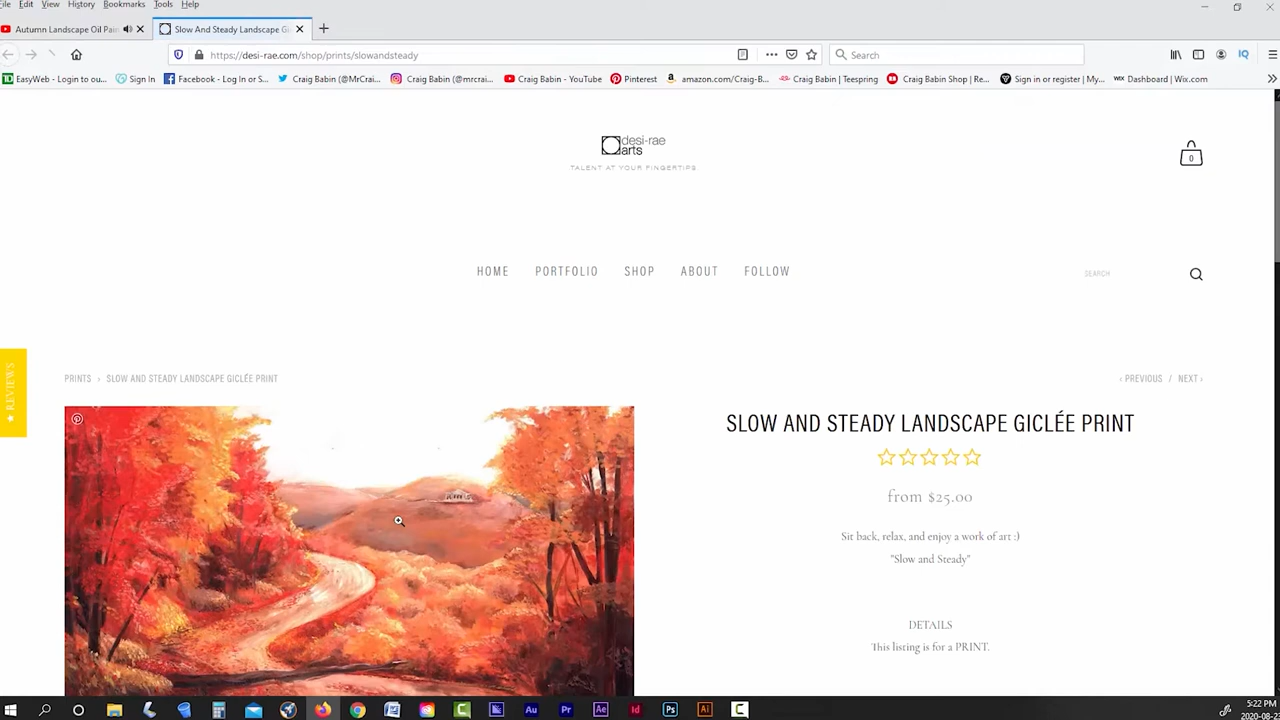 File Edit View History Bookmarks Tools Help
Autumn Landscape Oil Pain
Slow And Steady Landscape Gi
https://desi-rae.com/shop/prints/slowandsteady
Search
EasyWeb - Login to ou... Sign In Facebook - Log In or S... Craig Babin (@MrCrai... Craig Babin (@mrcrai... Craig Babin - YouTube Pinterest amazon.com/Craig-B... Craig Babin | Teespring Craig Babin Shop | Re... Sign in or register | My... Dashboard | Wix.com
desi-rae
arts
TALENT AT YOUR FINGERTIPS
0
HOME PORTFOLIO SHOP ABOUT FOLLOW
SEARCH
★ REVIEWS
PRINTS › SLOW AND STEADY LANDSCAPE GICLÉE PRINT
‹ PREVIOUS / NEXT ›
SLOW AND STEADY LANDSCAPE GICLÉE PRINT
from $25.00
Sit back, relax, and enjoy a work of art :)
"Slow and Steady"
DETAILS
This listing is for a PRINT.
5:22 PM